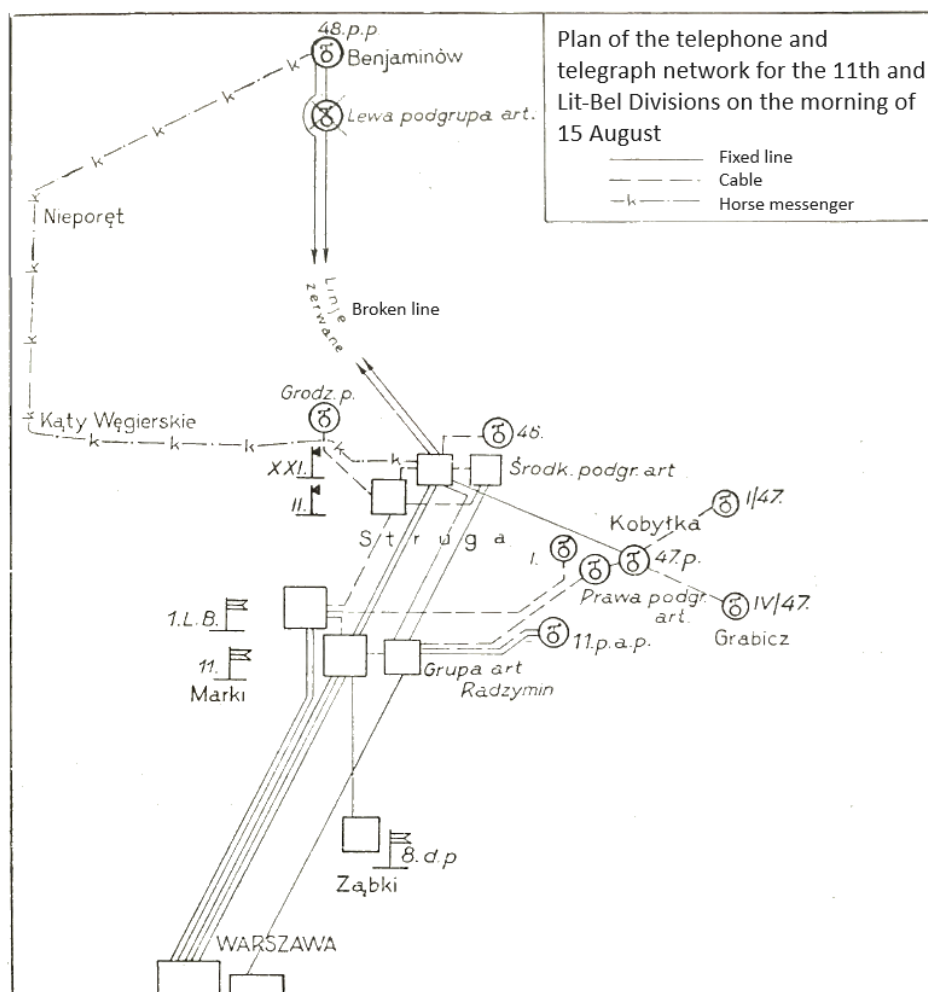 48.p.p.
Benjaminów
Lewa podgrupa art.
Plan of the telephone and
telegraph network for the 11th and
Lit-Bel Divisions on the morning of
15 August
Fixed line
Cable
k Horse messenger
k
k
k
k
k
Nieporęt
k
k
k
Linje
zerwane
Broken line
Grodz. p.
Kąty Węgierskie
k
k
k
k
k
46.
XXI.
II.
Środk. podgr. art
Struga
Kobyłka
I/47.
I.
47.p.
Prawa podgr.
art.
IV/47.
Grabicz
1.L.B.
11.
Marki
11.p.a.p.
Grupa art
Radzymin
8.d.p
Ząbki
WARSZAWA